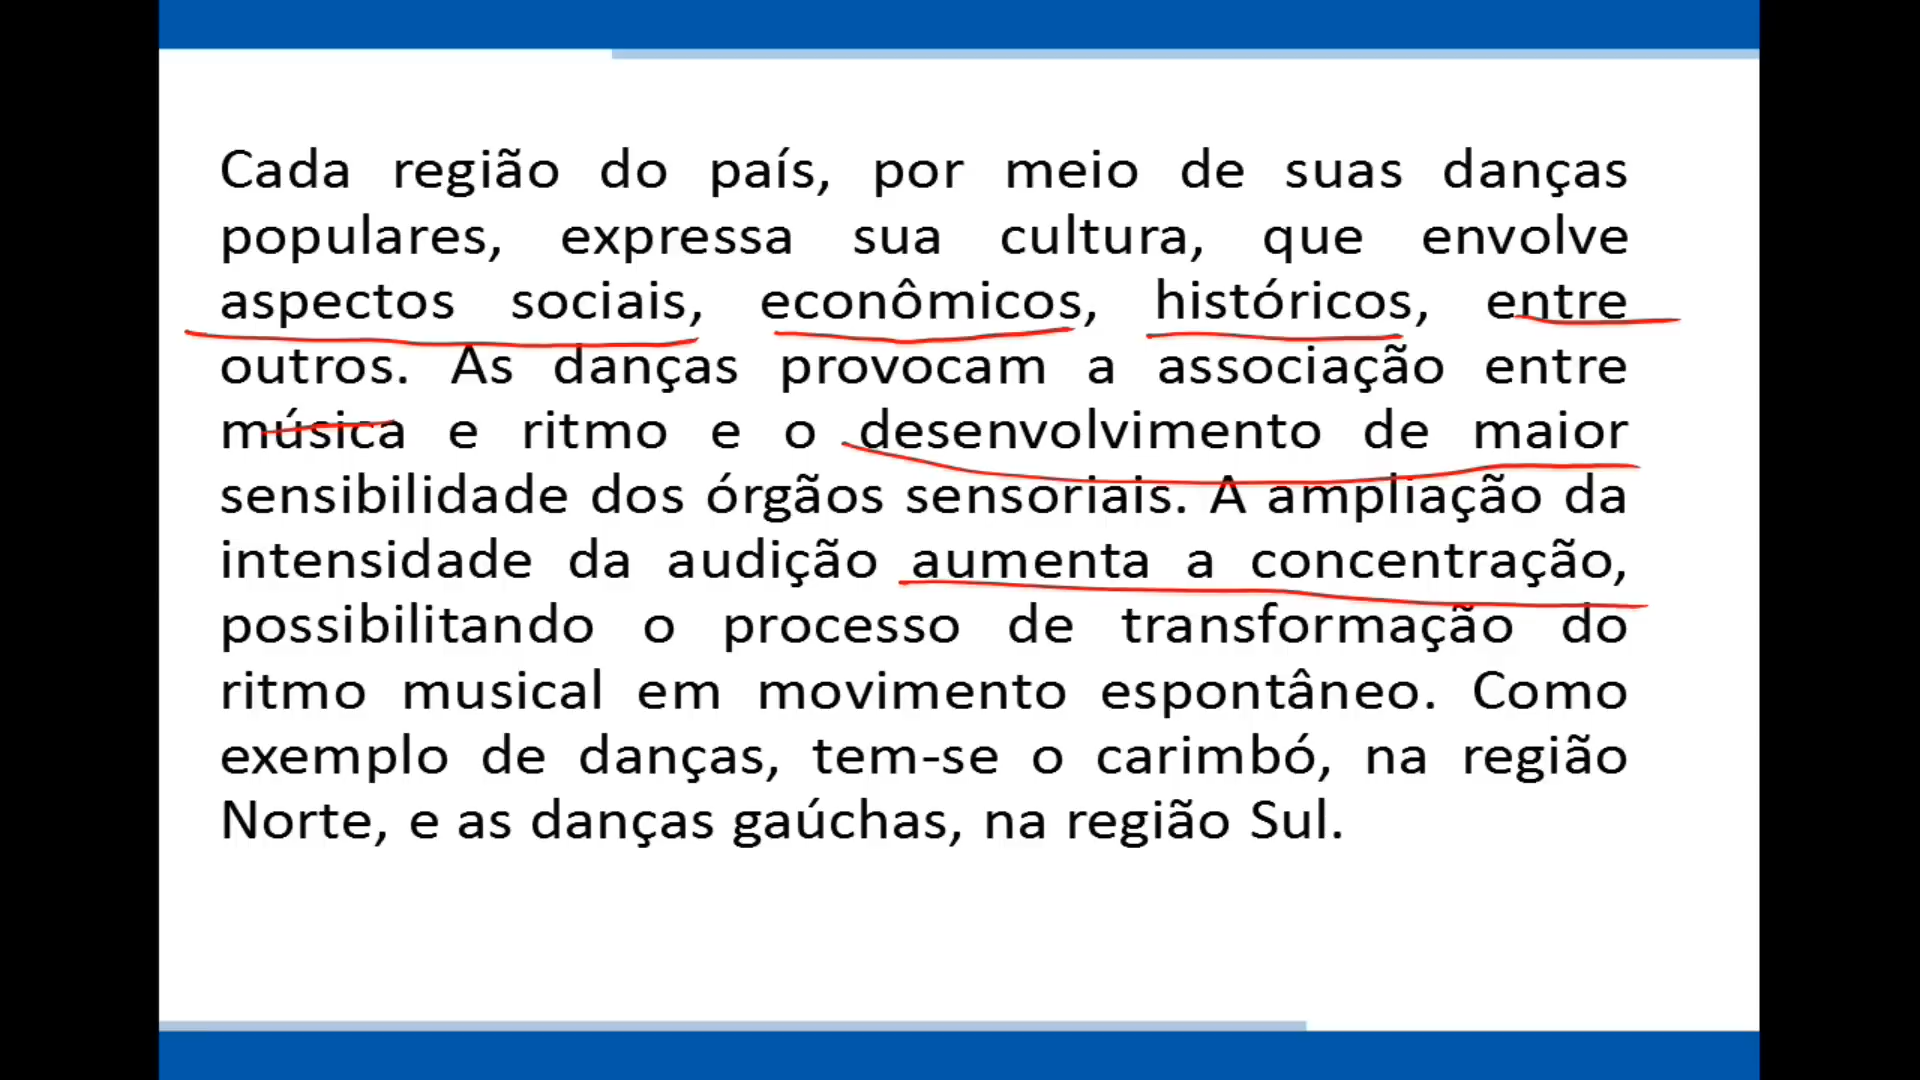 Cada região do país, por meio de suas danças
populares, expressa sua cultura, que envolve
aspectos sociais, econômicos, históricos, entre
outros. As danças provocam a associação entre
música e ritmo e o desenvolvimento de maior
sensibilidade dos órgãos sensoriais. A ampliação da
intensidade da audição aumenta a concentração,
possibilitando o processo de transformação do
ritmo musical em movimento espontâneo. Como
exemplo de danças, tem-se o carimbó, na região
Norte, e as danças gaúchas, na região Sul.